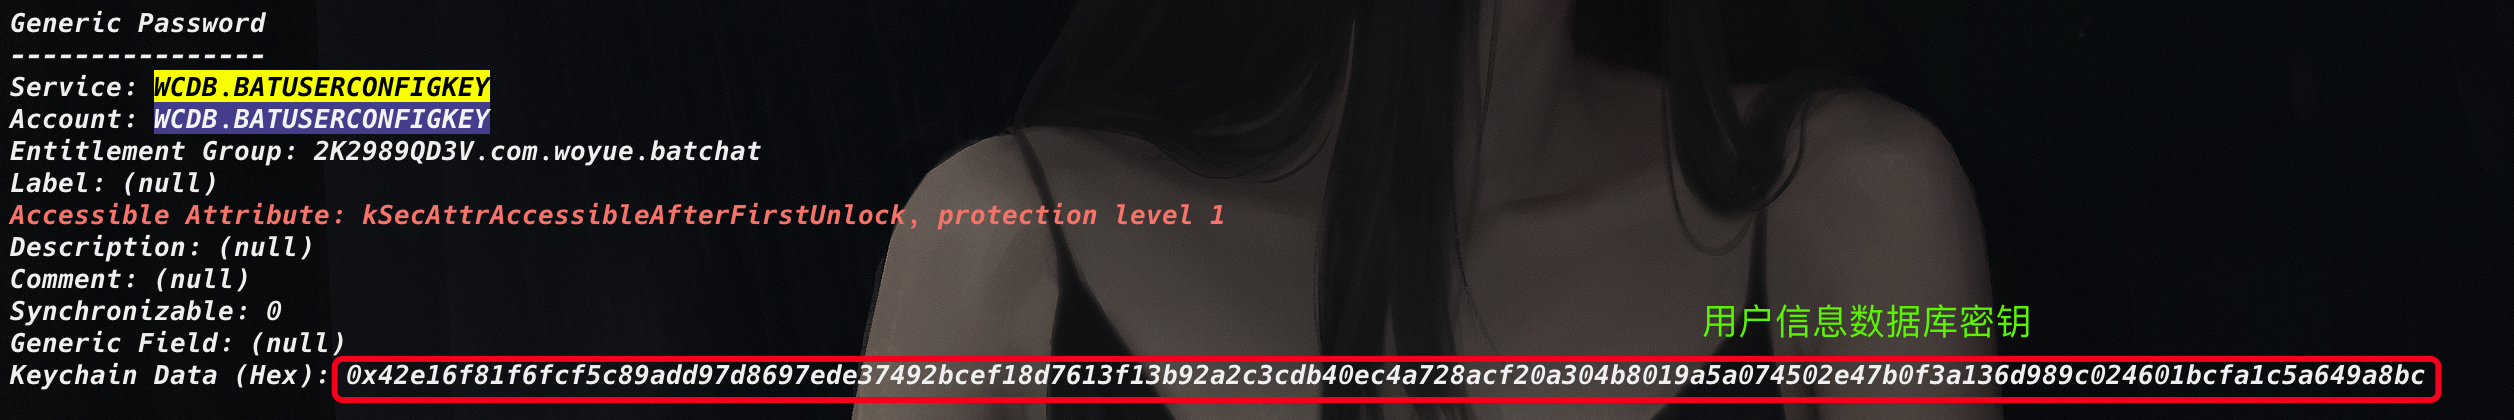 Generic Password
----------------
Service: WCDB.BATUSERCONFIGKEY
Account: WCDB.BATUSERCONFIGKEY
Entitlement Group: 2K2989QD3V.com.woyue.batchat
Label: (null)
Accessible Attribute: kSecAttrAccessibleAfterFirstUnlock, protection level 1
Description: (null)
Comment: (null)
Synchronizable: 0
用户信息数据库密钥
Generic Field: (null)
Keychain Data (Hex): 0x42e16f81f6fcf5c89add97d8697ede37492bcef18d7613f13b92a2c3cdb40ec4a728acf20a304b8019a5a074502e47b0f3a136d989c024601bcfa1c5a649a8bc